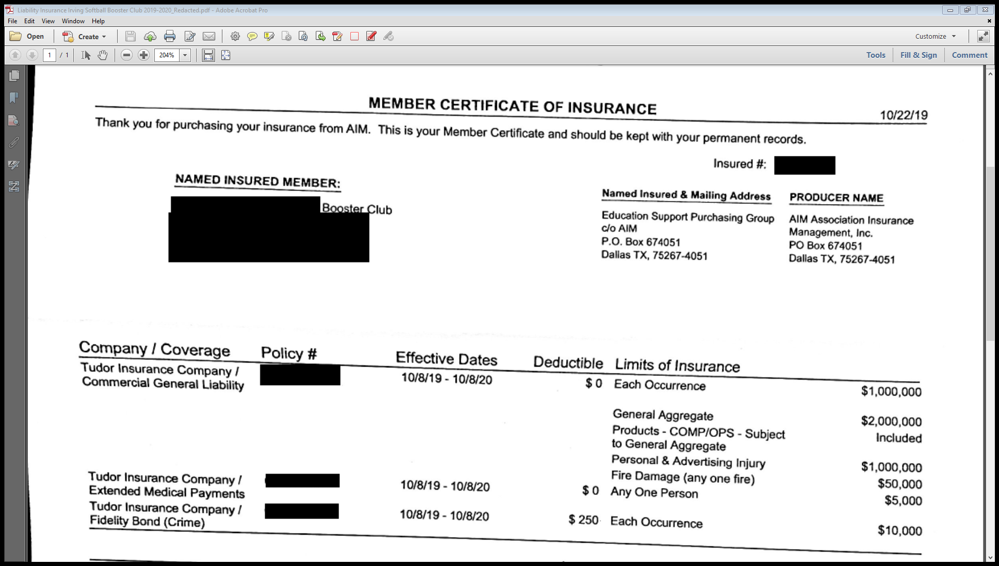 Liability Insurance Irving Softball Booster Club 2019-2020_Redacted.pdf - Adobe Acrobat Pro
File Edit View Window Help
Open Create Customize
1 / 1 204% Tools Fill & Sign Comment
MEMBER CERTIFICATE OF INSURANCE
10/22/19
Thank you for purchasing your insurance from AIM. This is your Member Certificate and should be kept with your permanent records.
Insured #:
NAMED INSURED MEMBER:
Booster Club
Named Insured & Mailing Address
Education Support Purchasing Group
c/o AIM
P.O. Box 674051
Dallas TX, 75267-4051
PRODUCER NAME
AIM Association Insurance
Management, Inc.
PO Box 674051
Dallas TX, 75267-4051
Company / Coverage Policy # Effective Dates Deductible Limits of Insurance
Tudor Insurance Company /
Commercial General Liability
10/8/19 - 10/8/20 $ 0 Each Occurrence $1,000,000
General Aggregate $2,000,000
Products - COMP/OPS - Subject Included
to General Aggregate
Personal & Advertising Injury $1,000,000
Fire Damage (any one fire) $50,000
Tudor Insurance Company /
Extended Medical Payments
10/8/19 - 10/8/20 $ 0 Any One Person $5,000
Tudor Insurance Company /
Fidelity Bond (Crime)
10/8/19 - 10/8/20 $ 250 Each Occurrence $10,000